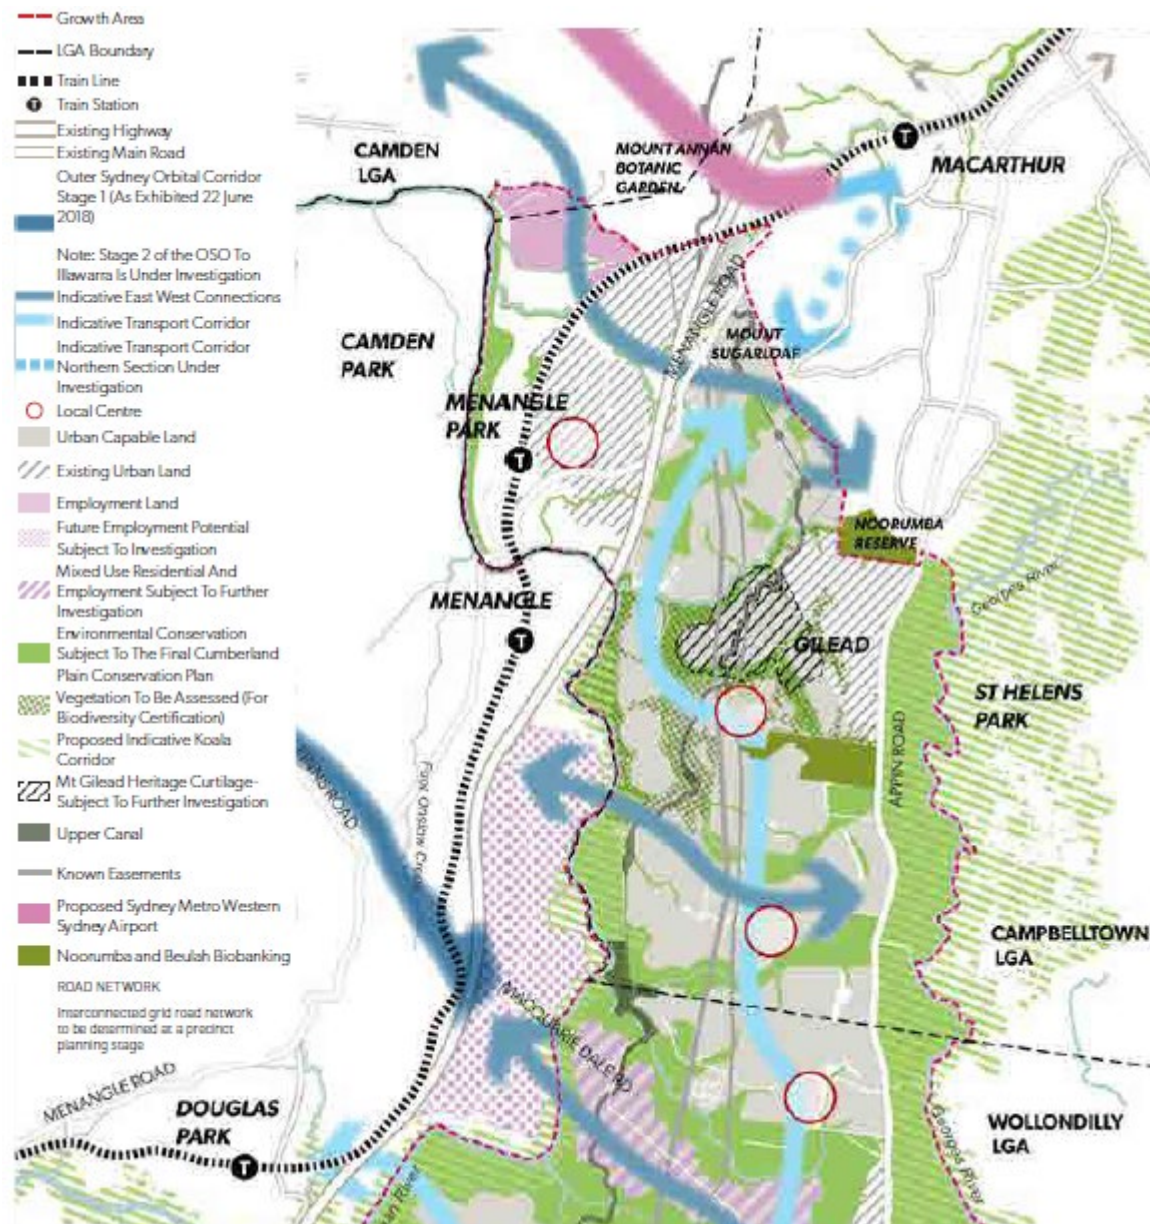 Growth Area
LGA Boundary
Train Line
T
Train Station
Existing Highway
Existing Main Road
Outer Sydney Orbital Corridor
Stage 1 (As Exhibited 22 June
2018)
Note: Stage 2 of the OSO To
Illawarra Is Under Investigation
Indicative East West Connections
Indicative Transport Corridor
Indicative Transport Corridor
Northern Section Under
Investigation
Local Centre
Urban Capable Land
Existing Urban Land
Employment Land
Future Employment Potential
Subject To Investigation
Mixed Use Residential And
Employment Subject To Further
Investigation
Environmental Conservation
Subject To The Final Cumberland
Plain Conservation Plan
Vegetation To Be Assessed (For
Biodiversity Certification)
Proposed Indicative Koala
Corridor
Mt Gilead Heritage Curtilage-
Subject To Further Investigation
Upper Canal
Known Easements
Proposed Sydney Metro Western
Sydney Airport
Noorumba and Beulah Biobanking
ROAD NETWORK
Interconnected grid road network
to be determined at a precinct
planning stage
CAMDEN
LGA
MOUNT ANNAN
BOTANIC
GARDEN
T
MACARTHUR
MENANGLE ROAD
CAMDEN
PARK
MOUNT
SUGARLOAF
MENANGLE
PARK
T
NOORUMBA
RESERVE
Georges River
MENANGLE
T
GILEAD
ST HELENS
PARK
APPIN ROAD
ROAD
Foot Onslow Creek
CAMPBELLTOWN
LGA
MACQUARIE DALE RD
MENANGLE ROAD
DOUGLAS
PARK
T
WOLLONDILLY
LGA
Georges River
River